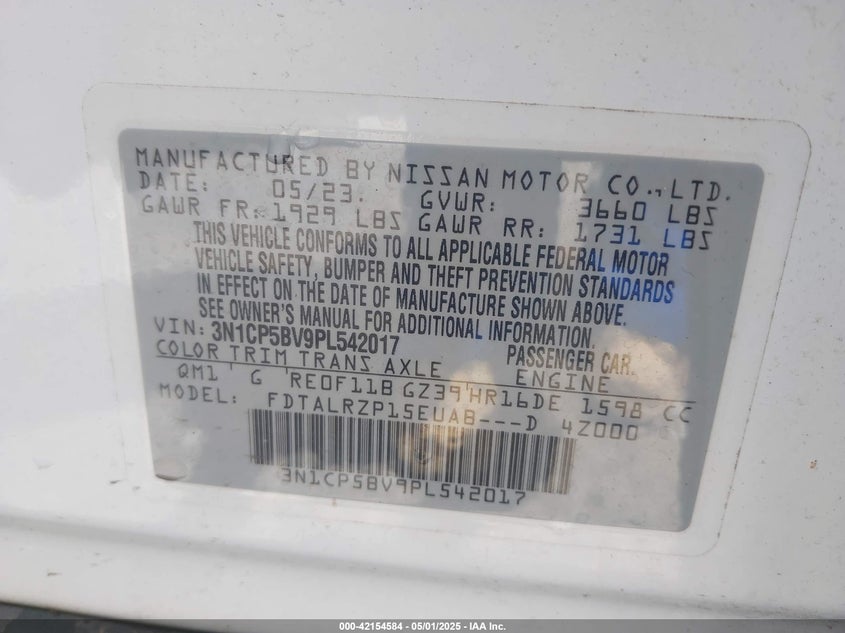 MANUFACTURED BY NISSAN MOTOR CO., LTD.
DATE: 05/23. GVWR: 3660 LBS
GAWR FR: 1929 LBS GAWR RR: 1731 LBS
THIS VEHICLE CONFORMS TO ALL APPLICABLE FEDERAL MOTOR
VEHICLE SAFETY, BUMPER AND THEFT PREVENTION STANDARDS
IN EFFECT ON THE DATE OF MANUFACTURE SHOWN ABOVE.
SEE OWNER'S MANUAL FOR ADDITIONAL INFORMATION.
VIN: 3N1CP5BV9PL542017 PASSENGER CAR.
COLOR TRIM TRANS AXLE ENGINE
QM1 G RE0F11B GZ39 HR16DE 1598 CC
MODEL: FDTALRZP15EUAB---D 4Z000
3N1CP5BV9PL542017
000-42154584 - 05/01/2025 - IAA Inc.